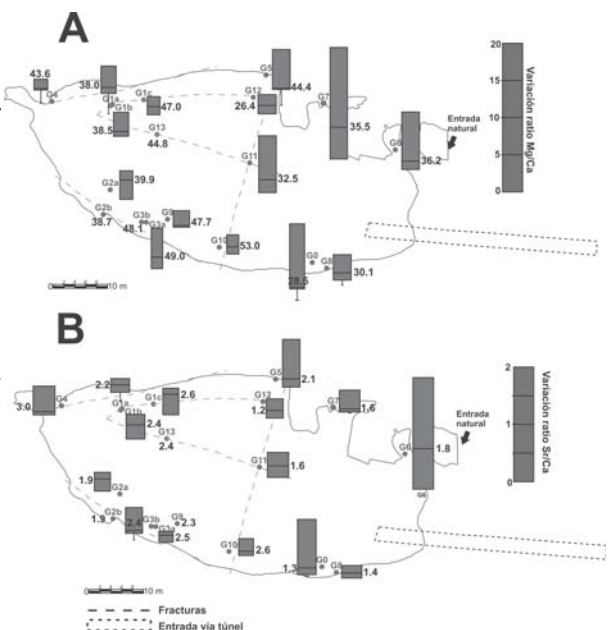 A
43.6
G4
38.0
G1a
G1b
38.5
G1c
47.0
G13
44.8
G5
44.4
G12
26.4
G7
35.5
G6
36.2
Entrada
natural
20
15
10
5
0
Variación ratio Mg/Ca
G11
32.5
39.9
G2a
G2b
38.7
G3b
48.1
G3a
49.0
G9
47.7
G10
53.0
G0
28.5
G8
30.1
10 m
B
3.0
G4
2.2
G1a
G1b
2.4
G1c
2.6
G13
2.4
G5
2.1
G12
1.2
G7
1.6
G6
1.8
G6
Entrada
natural
2
1
0
Variación ratio Sr/Ca
G11
1.6
1.9
G2a
G2b
1.9
2.4
G3b
G3a
2.5
G9
2.3
G10
2.6
G0
1.3
G8
1.4
10 m
Fracturas
Entrada vía túnel